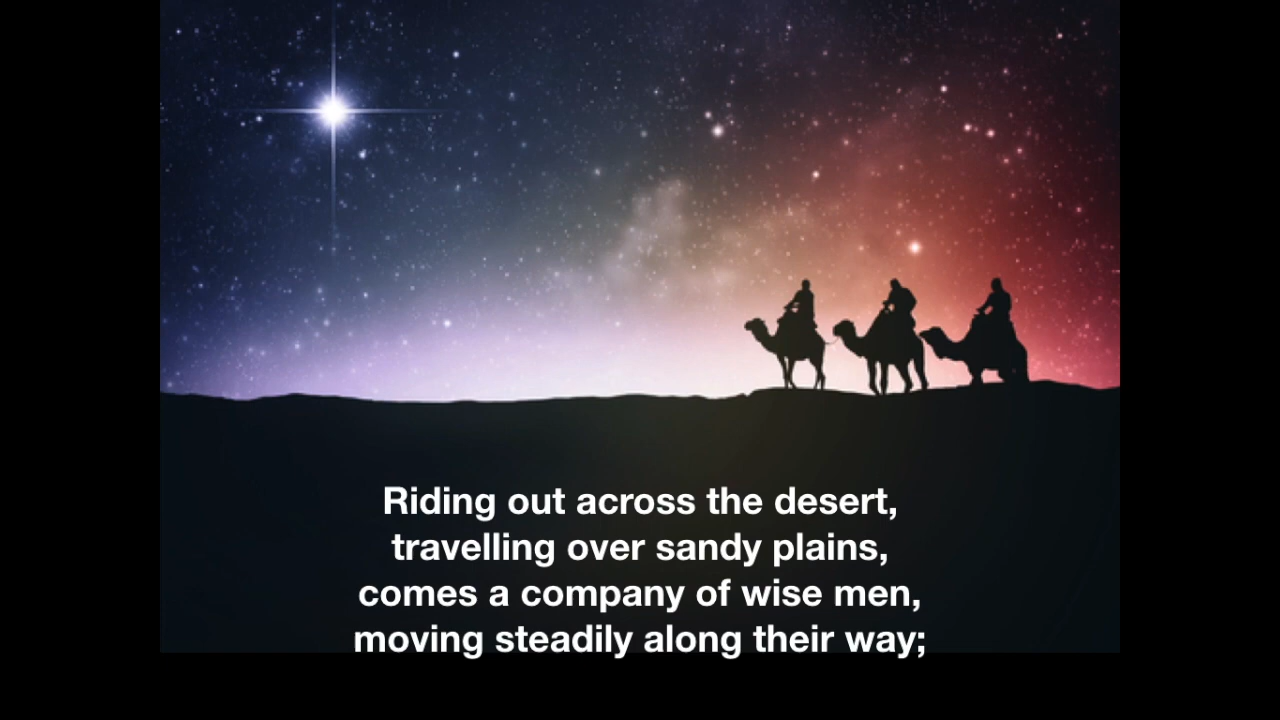 Riding out across the desert,
travelling over sandy plains,
comes a company of wise men,
moving steadily along their way;